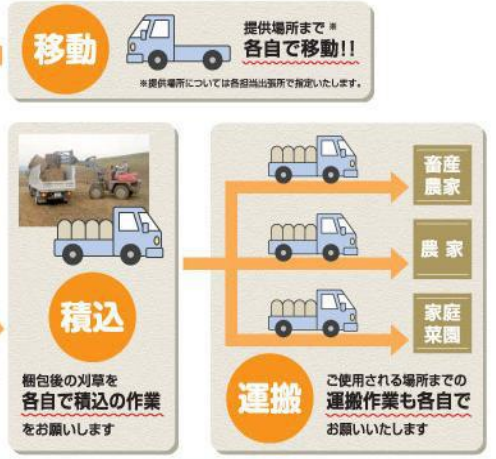 移動
提供場所まで※
各自で移動!!
※提供場所については各担当出張所で指定いたします。
積込
梱包後の刈草を
各自で積込の作業
をお願いします
畜産
農家
農家
家庭
菜園
運搬
ご使用される場所までの
運搬作業も各自で
お願いいたします